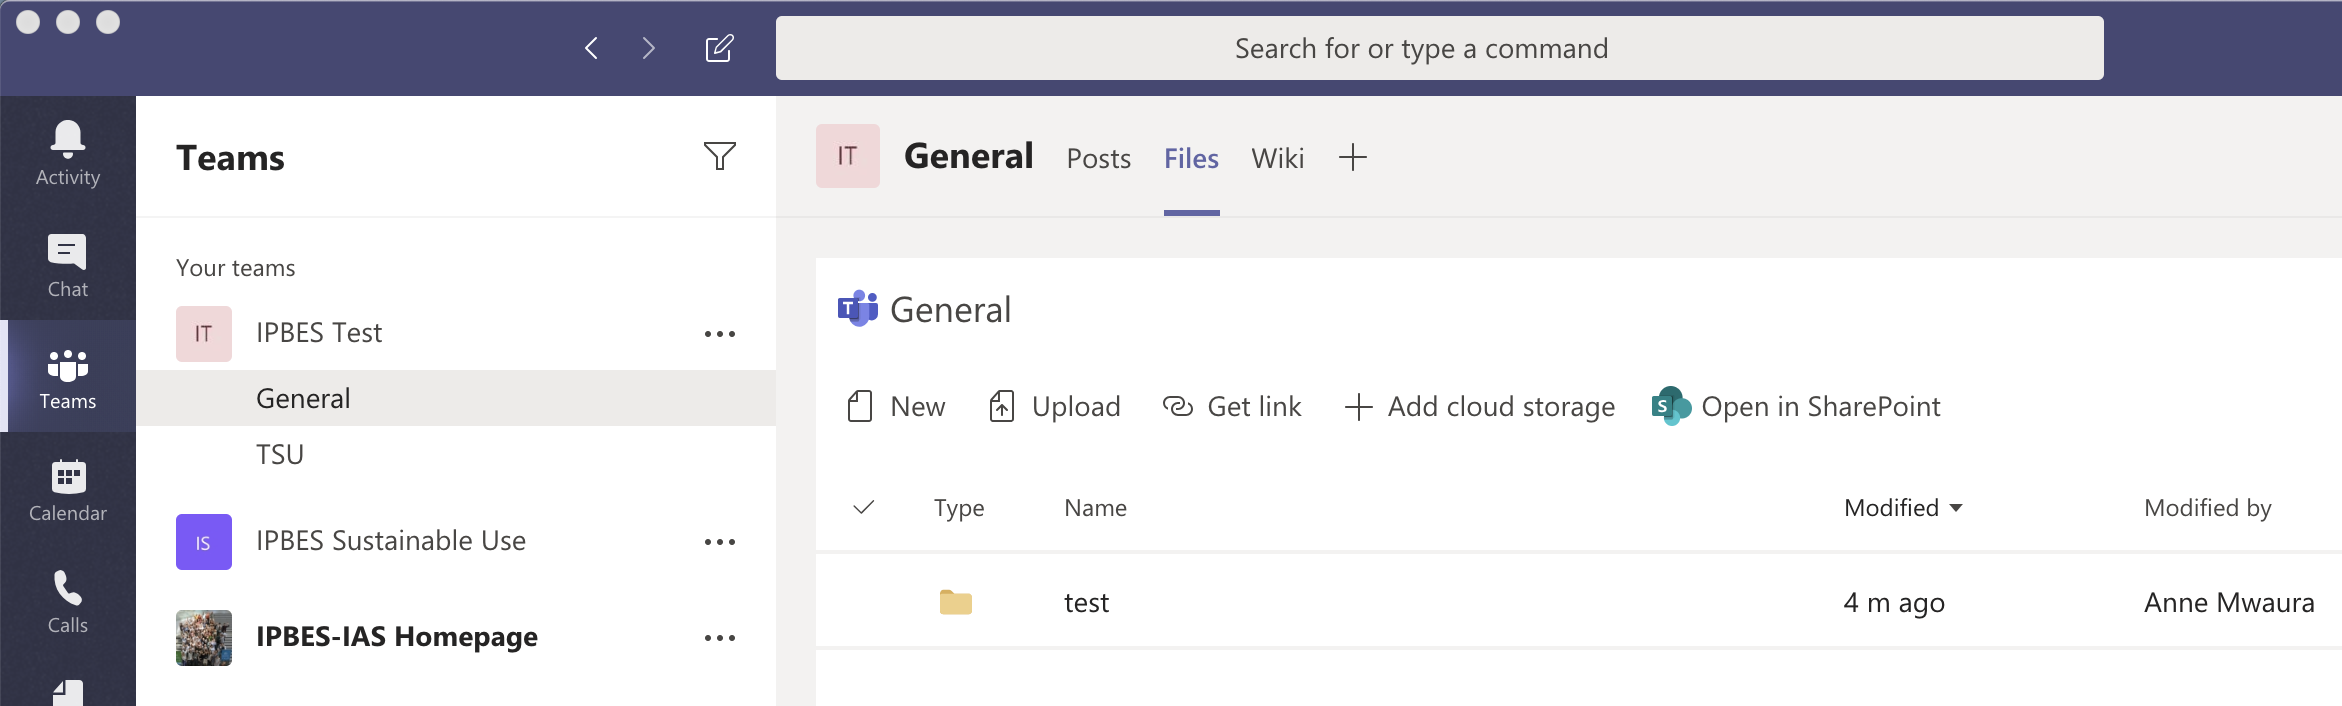 Search for or type a command
Activity
Chat
Teams
Calendar
Calls
Teams
Your teams
IT IPBES Test
General
TSU
IS IPBES Sustainable Use
IPBES-IAS Homepage
IT General Posts Files Wiki
T General
New Upload Get link Add cloud storage S Open in SharePoint
Type Name Modified Modified by
test 4 m ago Anne Mwaura